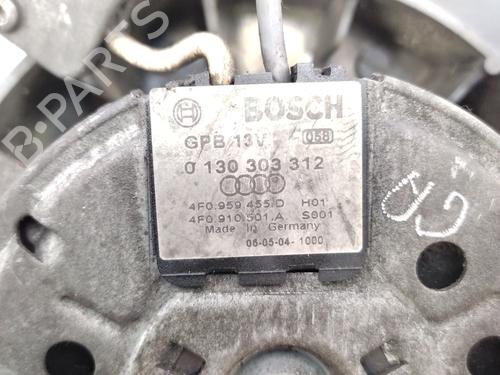 BOSCH
GPB 13V 058
0 130 303 312
4F0.959 455.D H01
4F0.910 501.A S001
Made in Germany
06-05-04- 1000
GR